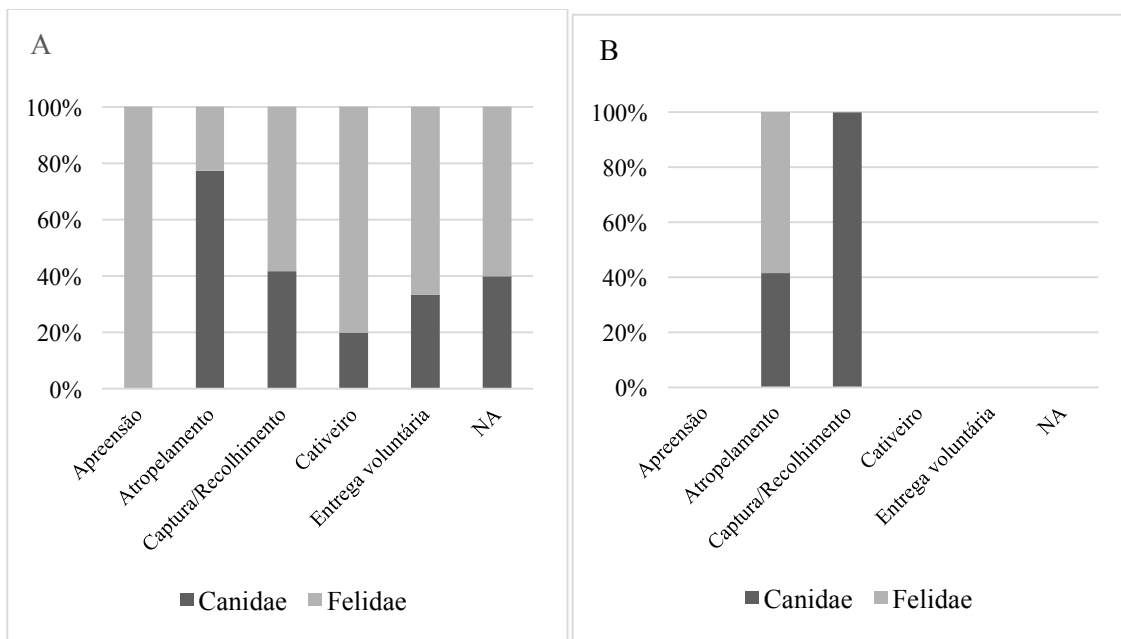 A
100%
80%
60%
40%
20%
0%
Apreensão
Atropelamento
Captura/Recolhimento
Cativeiro
Entrega voluntária
NA
Canidae Felidae
B
100%
80%
60%
40%
20%
0%
Apreensão
Atropelamento
Captura/Recolhimento
Cativeiro
Entrega voluntária
NA
Canidae Felidae